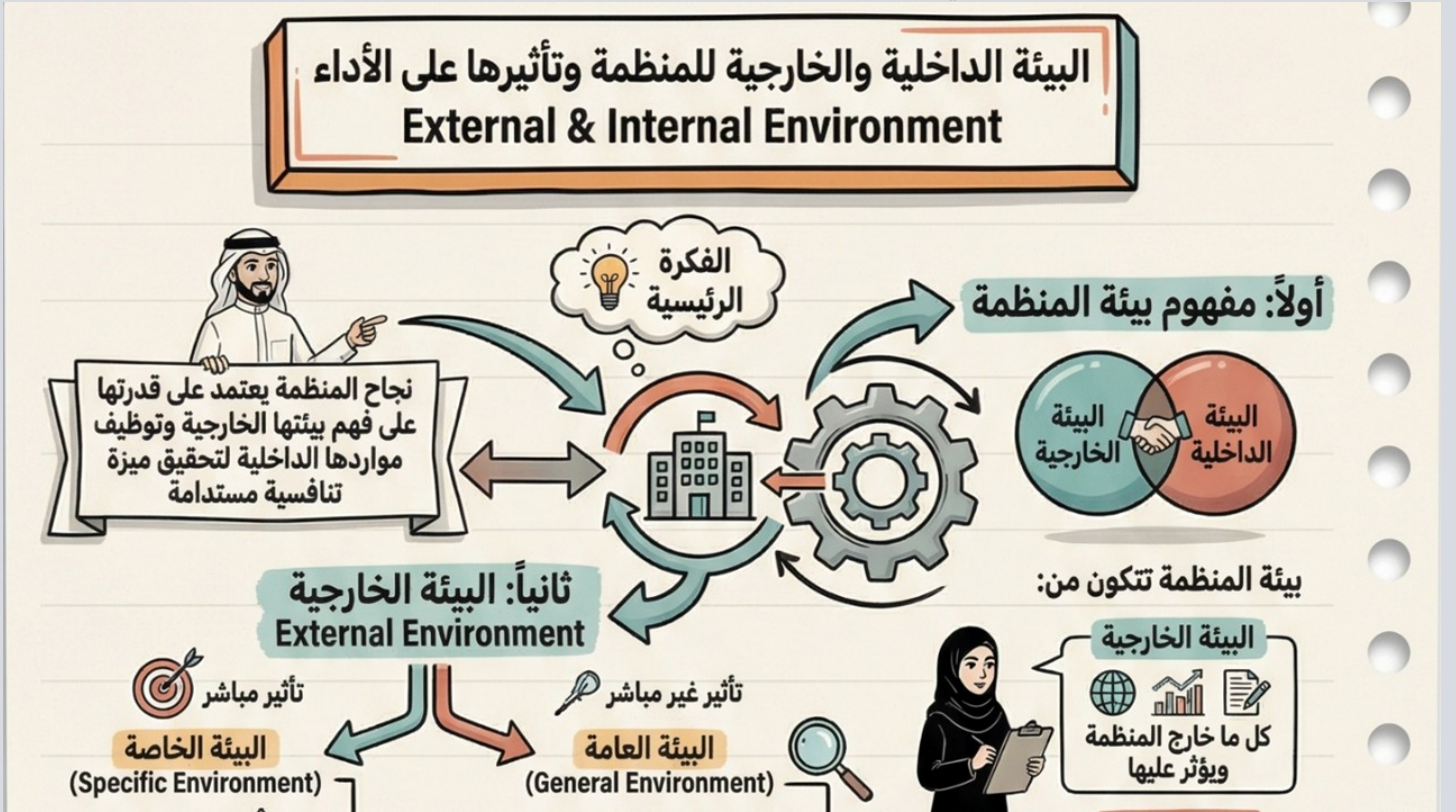 البيئة الداخلية والخارجية للمنظمة وتأثيرها على الأداء
External & Internal Environment
الفكرة
الرئيسية
أولاً: مفهوم بيئة المنظمة
البيئة
الداخلية
البيئة
الخارجية
نجاح المنظمة يعتمد على قدرتها
على فهم بيئتها الخارجية وتوظيف
مواردها الداخلية لتحقيق ميزة
تنافسية مستدامة
بيئة المنظمة تتكون من:
البيئة الخارجية
كل ما خارج المنظمة
ويؤثر عليها
ثانياً: البيئة الخارجية
External Environment
تأثير غير مباشر
البيئة العامة
(General Environment)
تأثير مباشر
البيئة الخاصة
(Specific Environment)